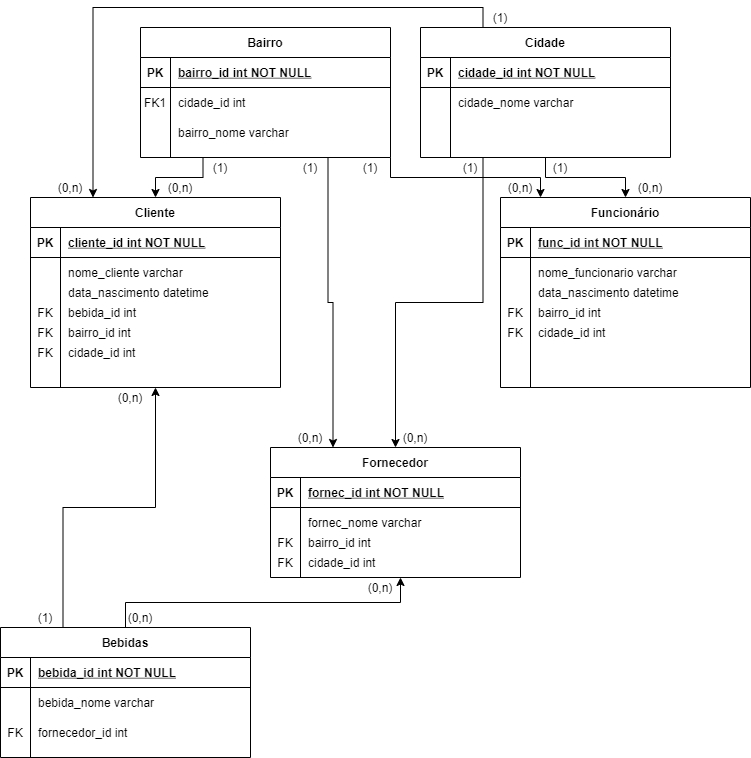 (1)
Bairro
PK bairro_id int NOT NULL
FK1 cidade_id int
bairro_nome varchar
Cidade
PK cidade_id int NOT NULL
cidade_nome varchar
(1) (1) (1) (1) (1)
(0,n) (0,n) (0,n) (0,n)
Cliente
PK cliente_id int NOT NULL
nome_cliente varchar
data_nascimento datetime
FK bebida_id int
FK bairro_id int
FK cidade_id int
Funcionário
PK func_id int NOT NULL
nome_funcionario varchar
data_nascimento datetime
FK bairro_id int
FK cidade_id int
(0,n)
(0,n) (0,n)
Fornecedor
PK fornec_id int NOT NULL
fornec_nome varchar
FK bairro_id int
FK cidade_id int
(0,n)
(1) (0,n)
Bebidas
PK bebida_id int NOT NULL
bebida_nome varchar
FK fornecedor_id int